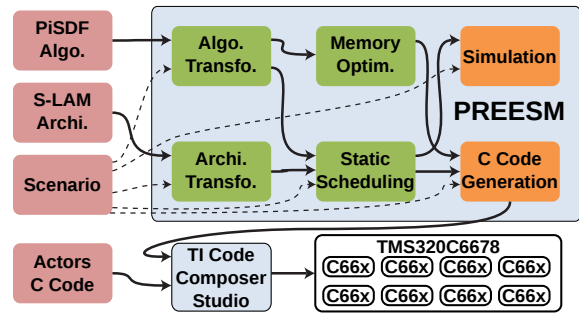 PiSDF
Algo.
Algo.
Transfo.
Memory
Optim.
Simulation
PREESM
S-LAM
Archi.
Scenario
Archi.
Transfo.
Static
Scheduling
C Code
Generation
Actors
C Code
TI Code
Composer
Studio
TMS320C6678
C66x C66x C66x C66x
C66x C66x C66x C66x